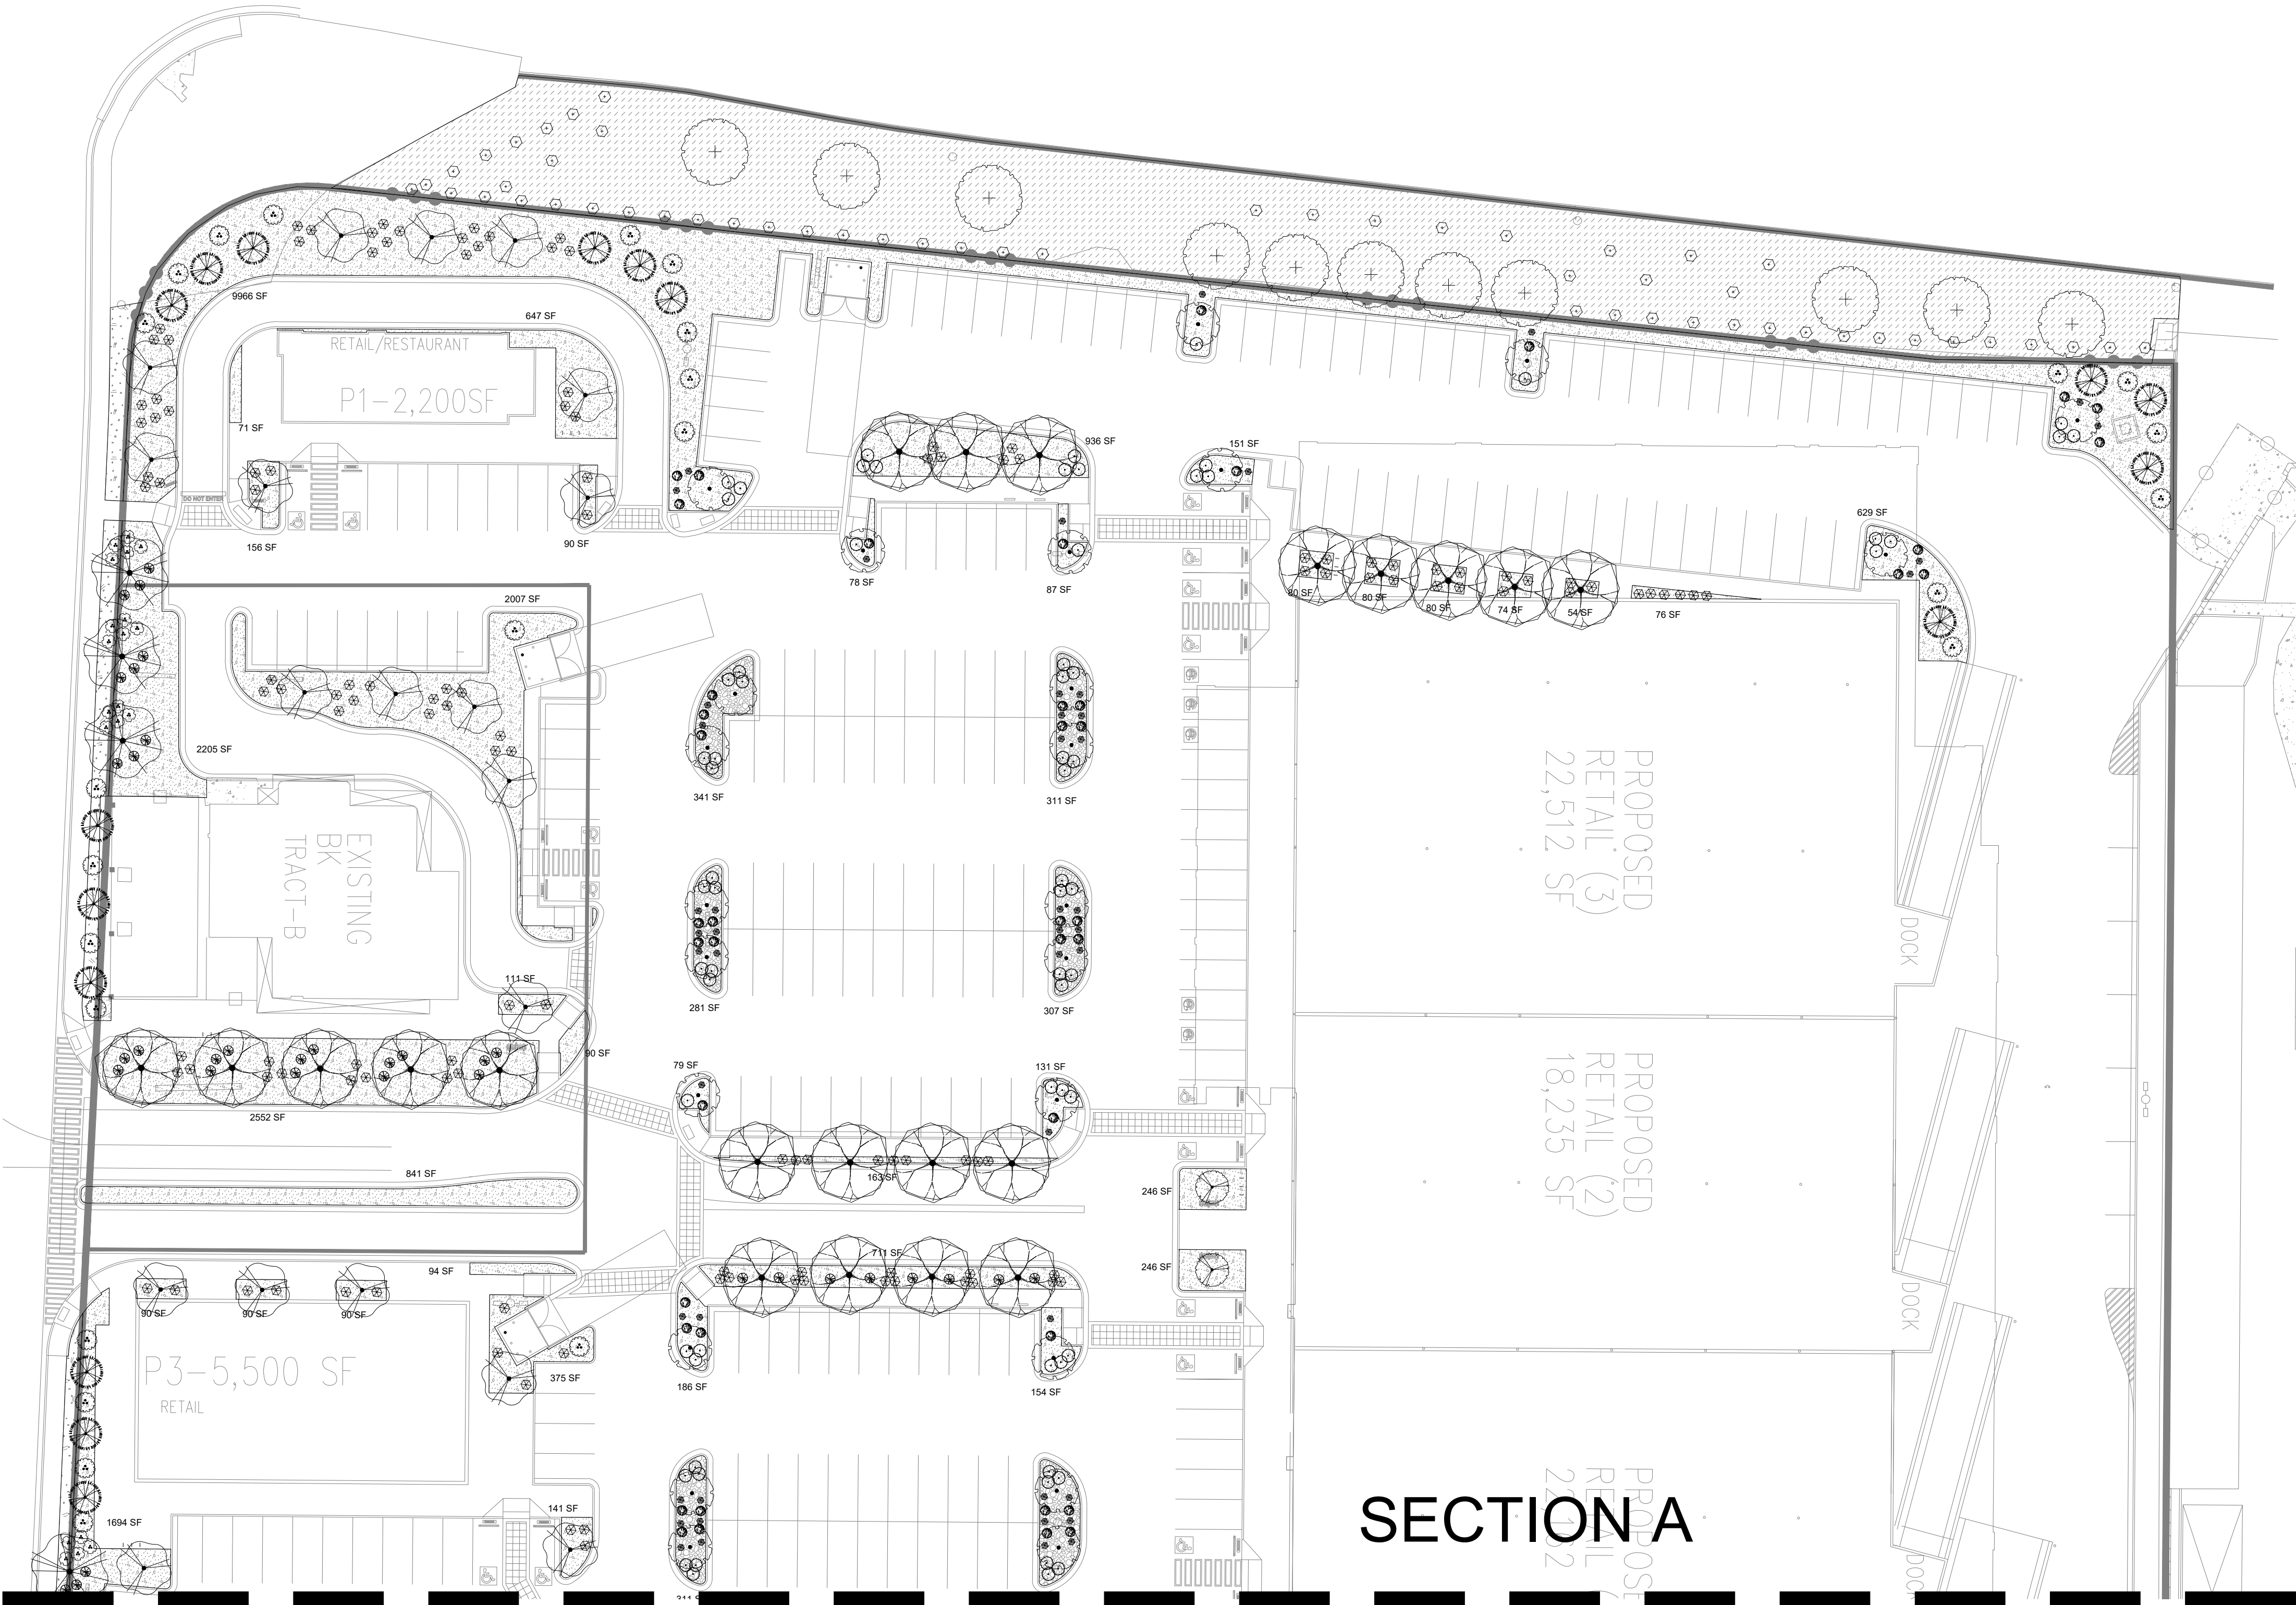 9966 SF
647 SF
RETAIL/RESTAURANT
P1-2,200SF
71 SF
936 SF
151 SF
DO NOT ENTER
156 SF
90 SF
78 SF
87 SF
629 SF
80 SF
80 SF
80 SF
74 SF
54 SF
76 SF
2007 SF
2205 SF
341 SF
311 SF
PROPOSED
RETAIL (3)
22,512 SF
EXISTING
BK
TRACT-B
DOCK
111 SF
281 SF
307 SF
90 SF
79 SF
131 SF
2552 SF
PROPOSED
RETAIL (2)
18,235 SF
841 SF
163 SF
246 SF
711 SF
246 SF
94 SF
90 SF
90 SF
90 SF
DOCK
P3-5,500 SF
RETAIL
375 SF
186 SF
154 SF
141 SF
1694 SF
SECTION A
DOCK